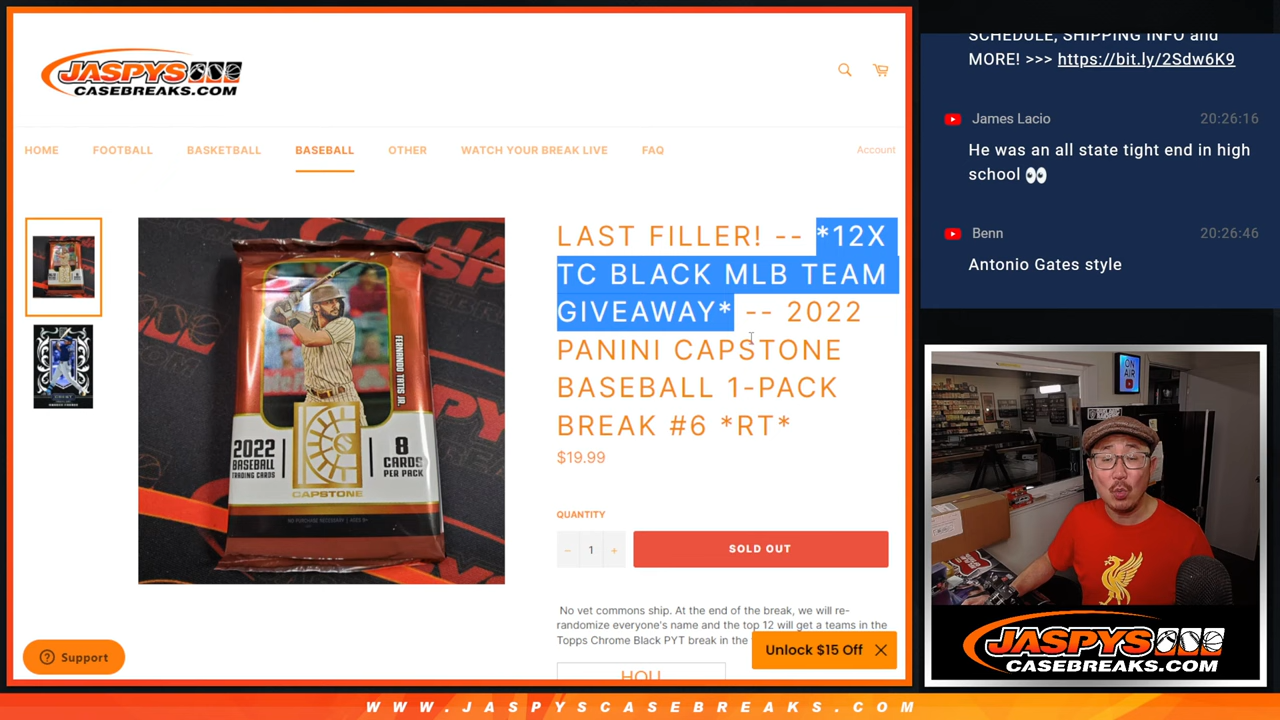 JASPYS
CASEBREAKS.COM
HOME FOOTBALL BASKETBALL BASEBALL OTHER WATCH YOUR BREAK LIVE FAQ Account
LAST FILLER! -- *12X
TC BLACK MLB TEAM
GIVEAWAY* -- 2022
PANINI CAPSTONE
BASEBALL 1-PACK
BREAK #6 *RT*
$19.99
QUANTITY
− 1 +
SOLD OUT
No vet commons ship. At the end of the break, we will re-
randomize everyone's name and the top 12 will get a teams in the
Topps Chrome Black PYT break in the
HOU
Unlock $15 Off
Support
FERNANDO TATIS JR.
2022
BASEBALL
TRADING CARDS
8
CARDS
PER PACK
CAPSTONE
SCHEDULE, SHIPPING INFO and
MORE! >>> https://bit.ly/2Sdw6K9
James Lacio 20:26:16
He was an all state tight end in high
school 👀
Benn 20:26:46
Antonio Gates style
ON
AIR
JASPYS
CASEBREAKS.COM
WWW.JASPYSCASEBREAKS.COM